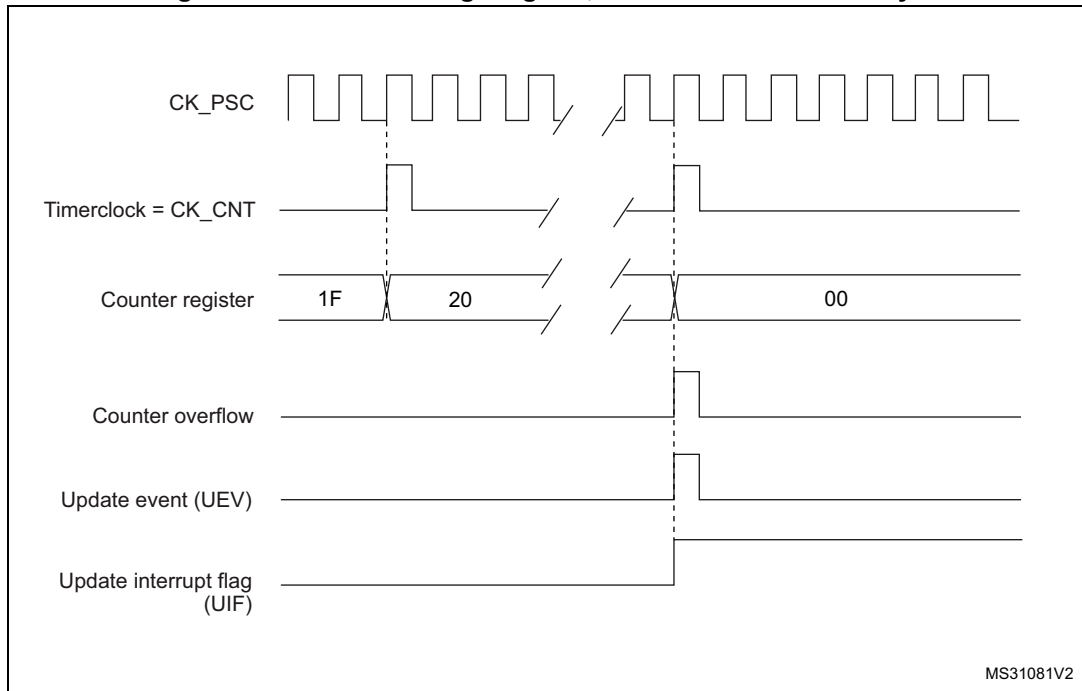 CK_PSC
Timerclock = CK_CNT
Counter register
1F
20
00
Counter overflow
Update event (UEV)
Update interrupt flag
(UIF)
MS31081V2